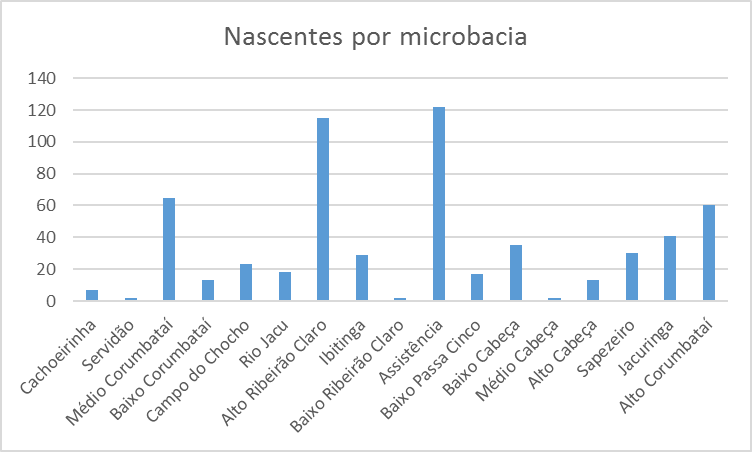 Nascentes por microbacia
140
120
100
80
60
40
20
0
Cachoeirinha
Servidão
Médio Corumbataí
Baixo Corumbataí
Campo do Chocho
Rio Jacu
Alto Ribeirão Claro
Ibitinga
Baixo Ribeirão Claro
Assistência
Baixo Passa Cinco
Baixo Cabeça
Médio Cabeça
Alto Cabeça
Sapezeiro
Jacuringa
Alto Corumbataí